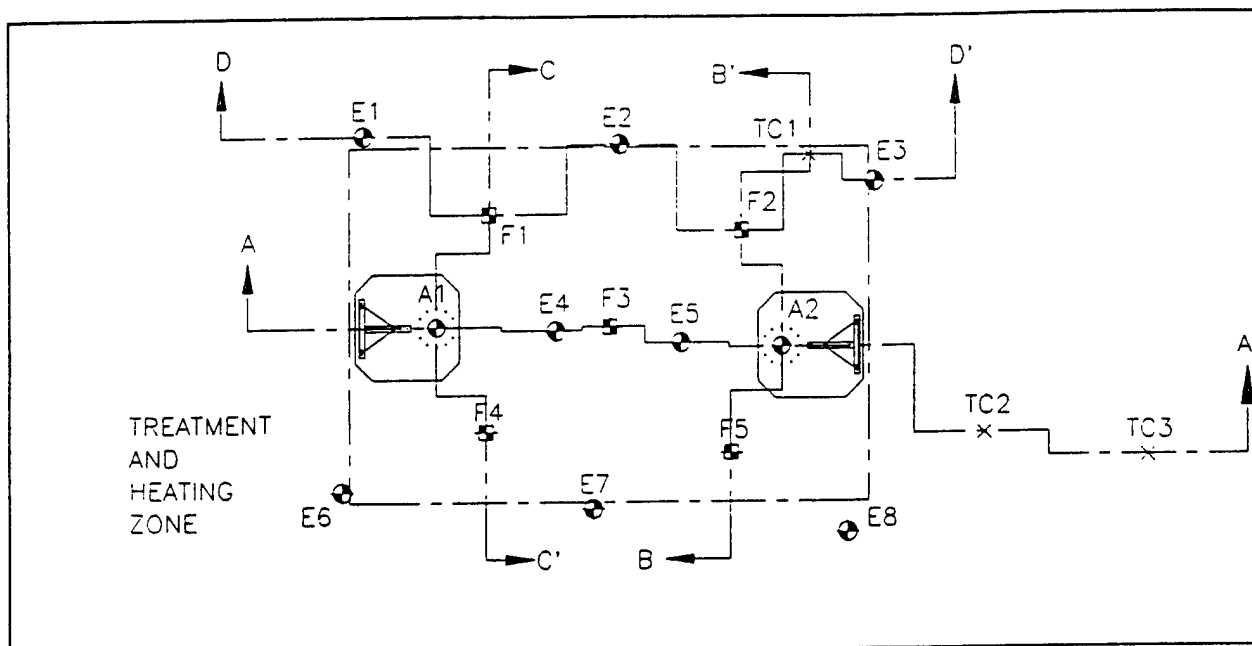 D
C
B'
D'
E1
E2
TC1
E3
F1
F2
A
A1
E4
F3
E5
A2
A
F4
F5
TC2
TC3
TREATMENT
AND
HEATING
ZONE
E6
E7
E8
C'
B